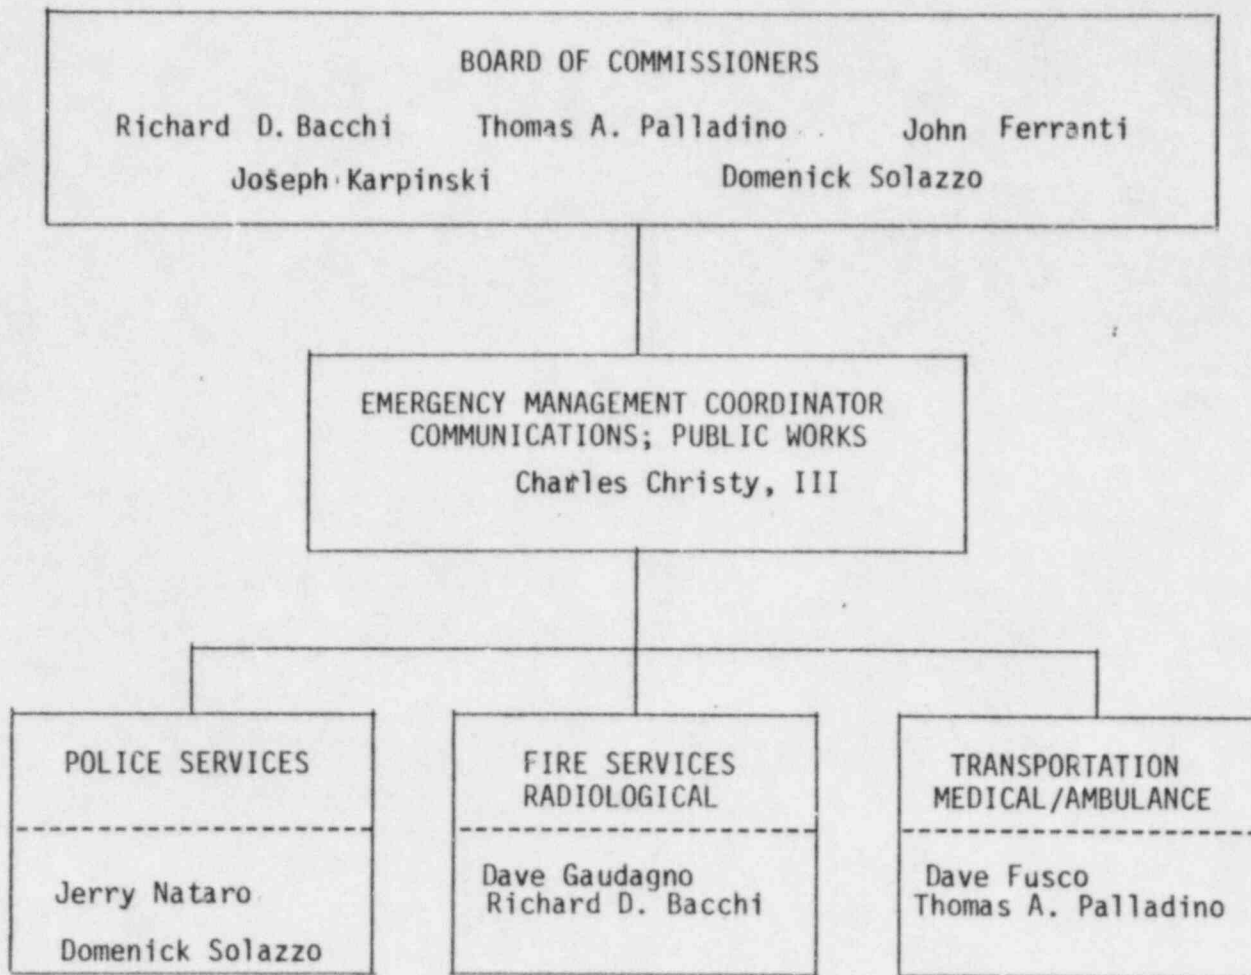 BOARD OF COMMISSIONERS
Richard D. Bacchi Thomas A. Palladino John Ferranti
Joseph Karpinski Domenick Solazzo
EMERGENCY MANAGEMENT COORDINATOR
COMMUNICATIONS; PUBLIC WORKS
Charles Christy, III
POLICE SERVICES
Jerry Nataro
Domenick Solazzo
FIRE SERVICES
RADIOLOGICAL
Dave Gaudagno
Richard D. Bacchi
TRANSPORTATION
MEDICAL/AMBULANCE
Dave Fusco
Thomas A. Palladino